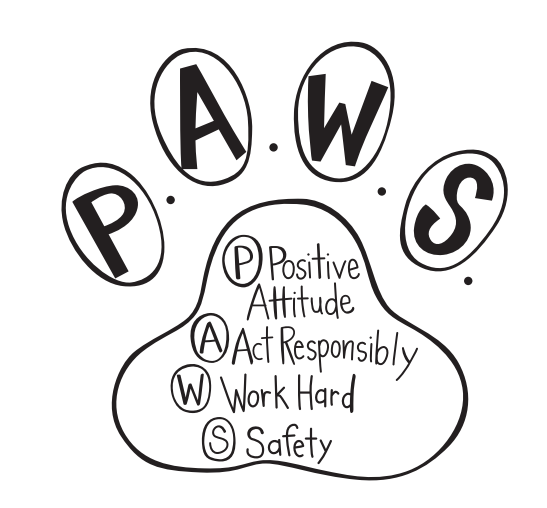 P. A. W. S.
P Positive
Attitude
A Act Responsibly
W Work Hard
S Safety